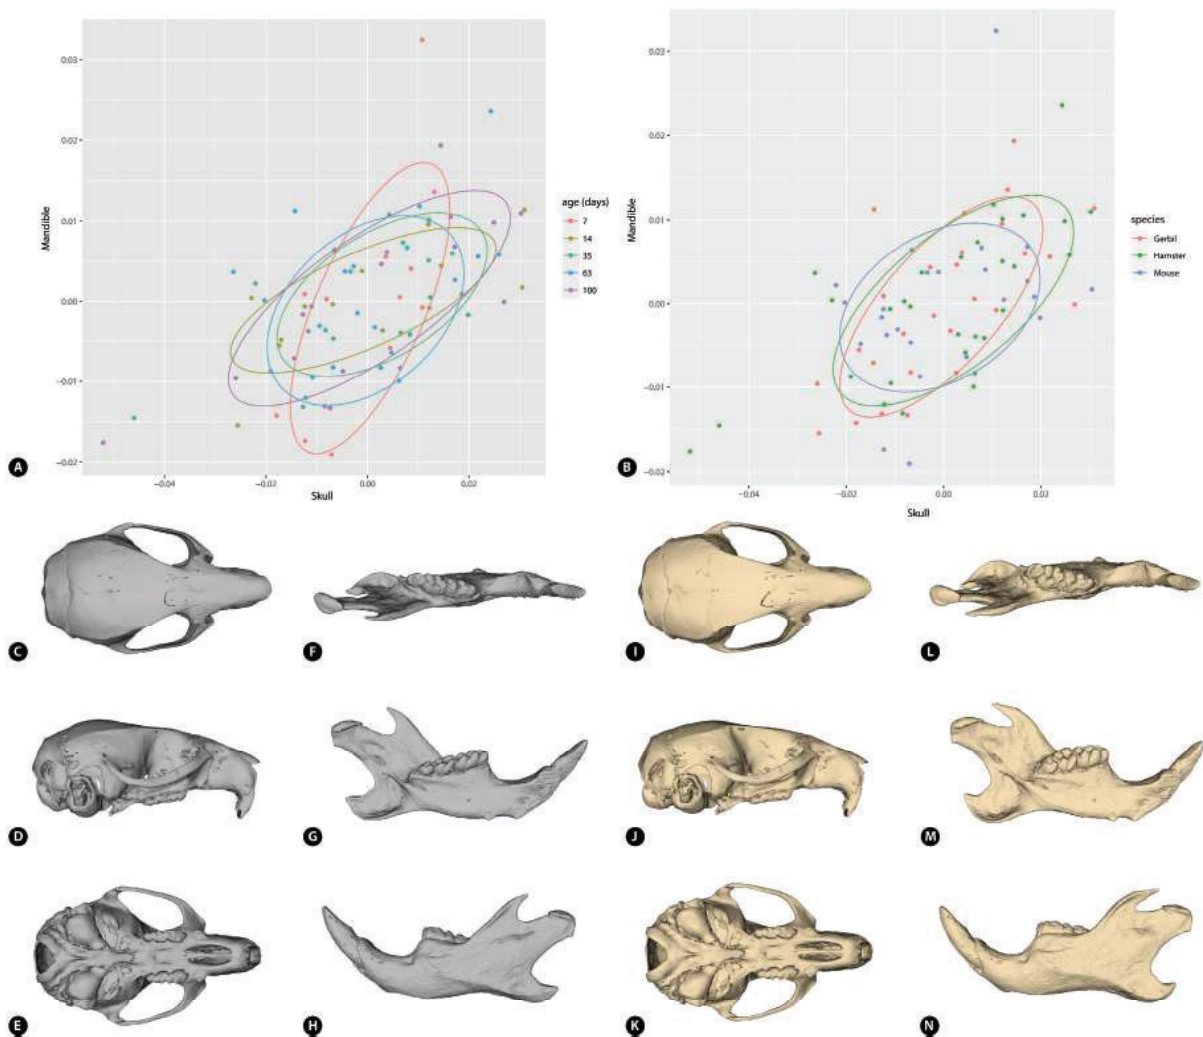 0.03
0.02
0.01
0.00
−0.01
−0.02
Mandible
−0.04
−0.02
0.00
0.02
Skull
age (days)
7
14
35
63
100
A
0.03
0.02
0.01
0.00
−0.01
−0.02
Mandible
−0.04
−0.02
0.00
0.02
Skull
species
Gerbil
Hamster
Mouse
B
C
F
I
L
D
G
J
M
E
H
K
N